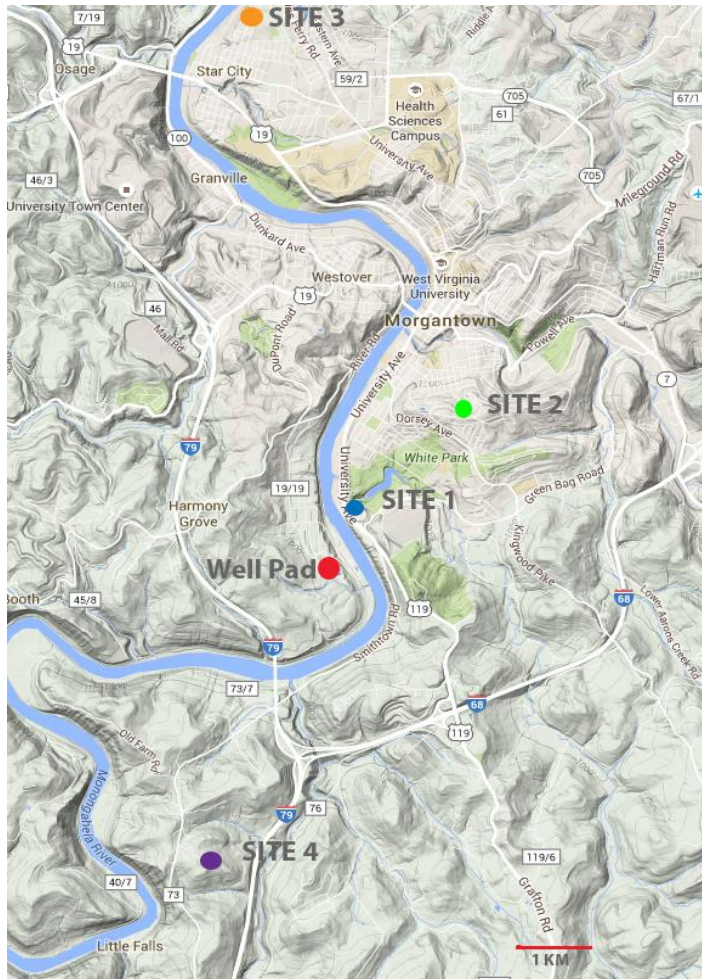 7/19
SITE 3
19
Osage
Star City
59/2
Health
Sciences
Campus
705
61
67/1
100
19
University Ave
705
46/3
Granville
Mileground Rd
University Town Center
Dunkard Ave
Hartman Run Rd
Westover
West Virginia
University
19
46
DuPont Road
River Rd
Morgantown
Powell Ave
Mall Rd
University Ave
7
SITE 2
Dorsey Ave
79
White Park
19/19
University Ave
Green Bag Road
SITE 1
Harmony
Grove
Kingwood Pike
Well Pad
Booth
45/8
119
68
Lower Aarons Creek Rd
Smithtown Rd
79
73/7
68
119
Old Farm Rd
Monongahela River
79
76
SITE 4
119/6
40/7
73
Grafton Rd
Little Falls
1 KM